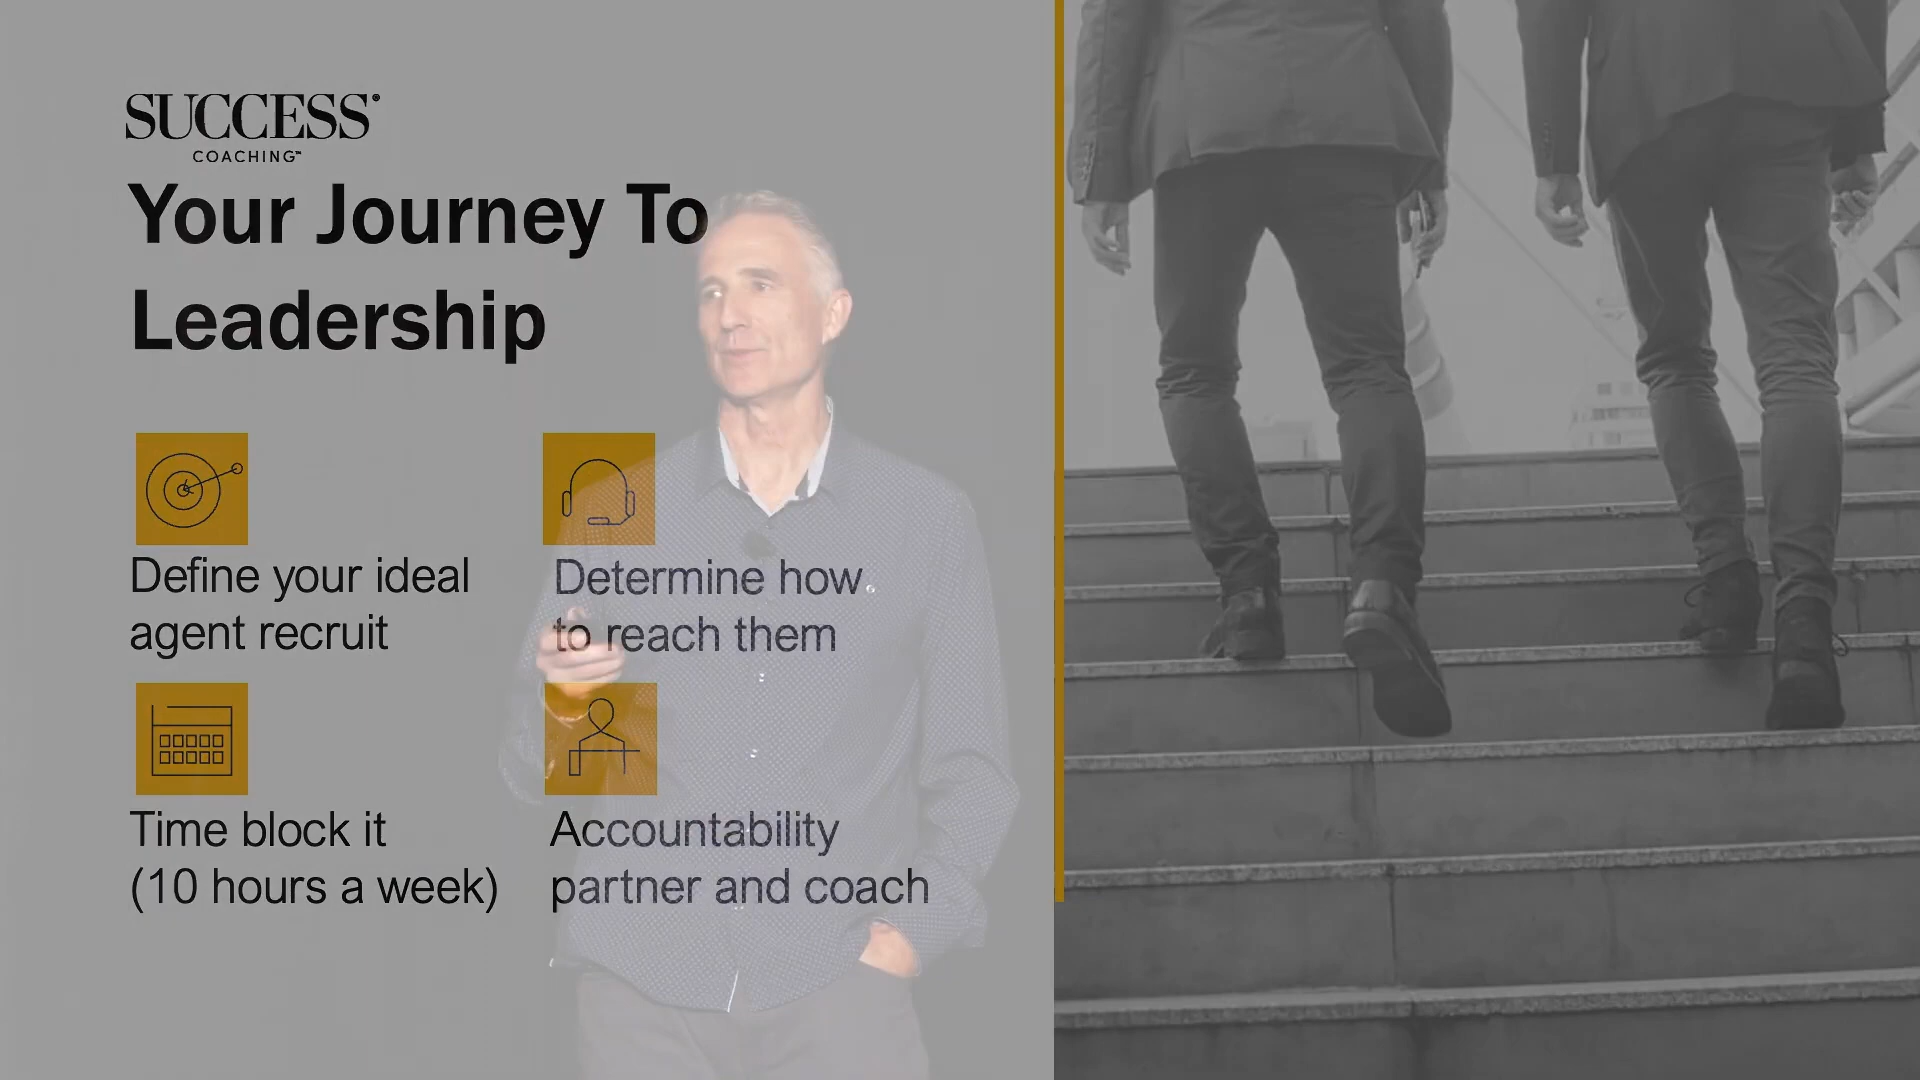 SUCCESS®
COACHING™
Your Journey To
Leadership
Define your ideal
agent recruit
Determine how
to reach them
Time block it
(10 hours a week)
Accountability
partner and coach